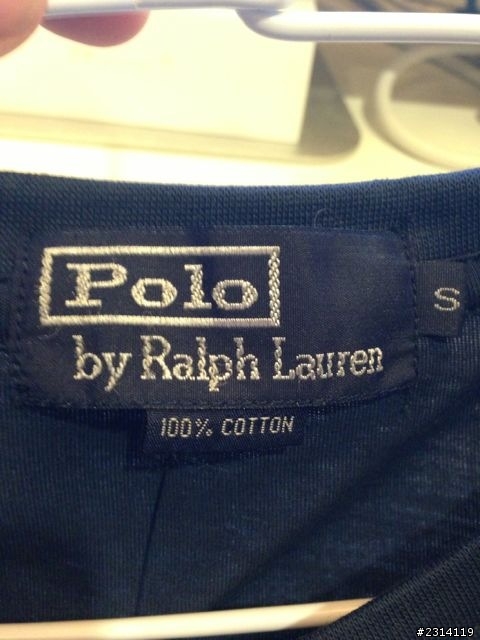 Polo
by Ralph Lauren
S
100% COTTON
#2314119